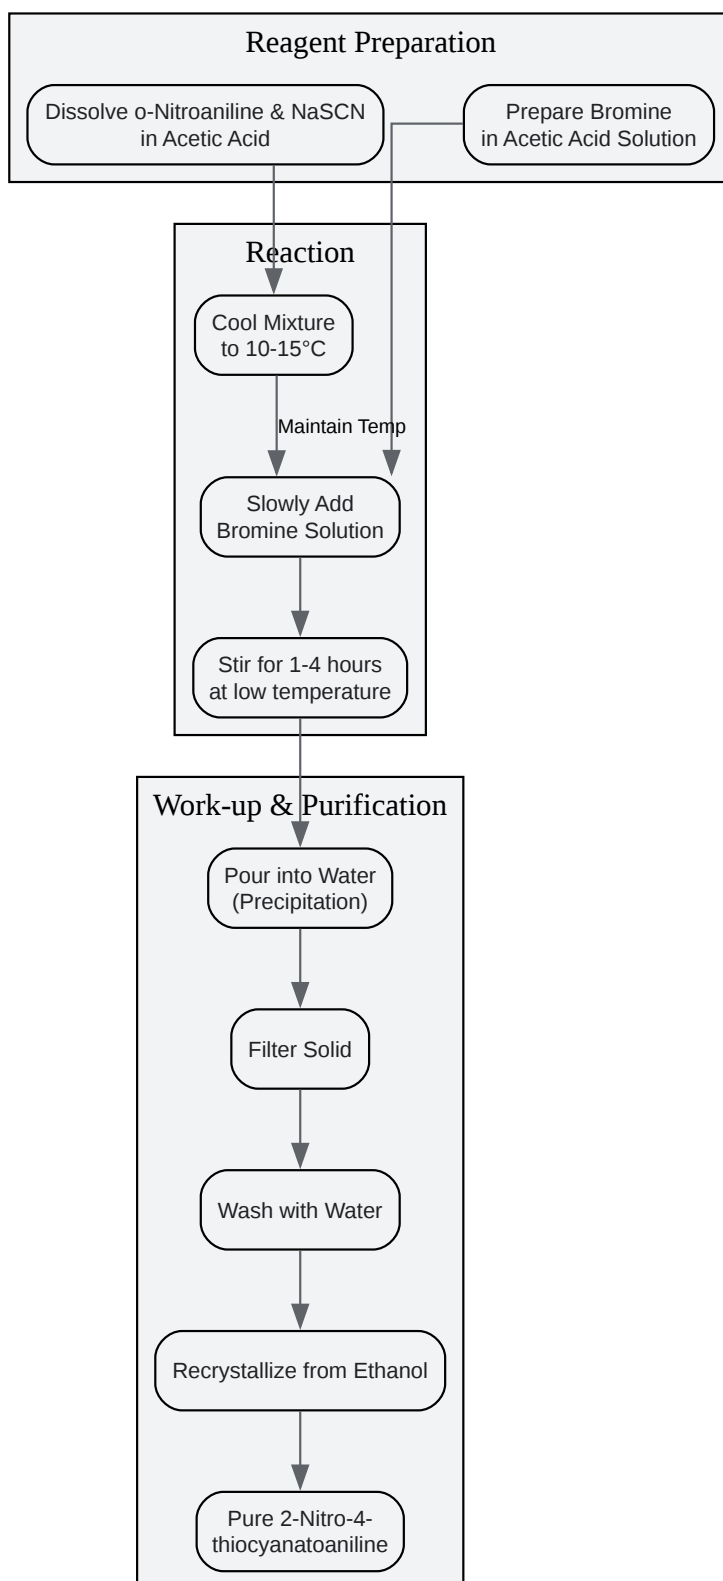 Reagent Preparation
Dissolve o-Nitroaniline & NaSCN
in Acetic Acid
Prepare Bromine
in Acetic Acid Solution
Reaction
Cool Mixture
to 10-15°C
Maintain Temp
Slowly Add
Bromine Solution
Stir for 1-4 hours
at low temperature
Work-up & Purification
Pour into Water
(Precipitation)
Filter Solid
Wash with Water
Recrystallize from Ethanol
Pure 2-Nitro-4-
thiocyanatoaniline